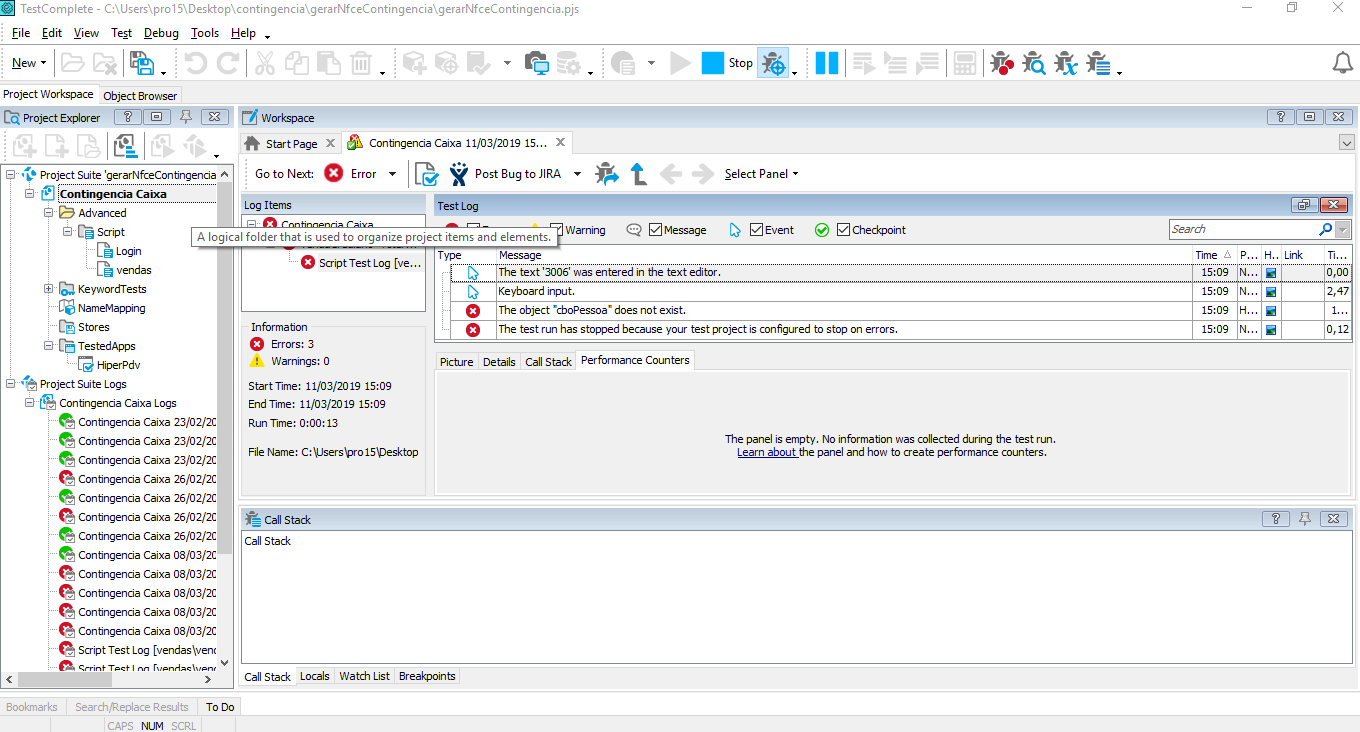 TestComplete - C:\Users\pro15\Desktop\contingencia\gerarNfceContingencia\gerarNfceContingencia.pjs
File Edit View Test Debug Tools Help
New Stop
Project Workspace Object Browser
Project Explorer
Workspace
Start Page Contingencia Caixa 11/03/2019 15...
Go to Next: Error Post Bug to JIRA Select Panel
Project Suite 'gerarNfceContingencia
Contingencia Caixa
Advanced
Script
Login
vendas
KeywordTests
NameMapping
Stores
TestedApps
HiperPdv
Project Suite Logs
Contingencia Caixa Logs
Contingencia Caixa 23/02/20
Contingencia Caixa 23/02/20
Contingencia Caixa 23/02/20
Contingencia Caixa 26/02/20
Contingencia Caixa 26/02/20
Contingencia Caixa 26/02/20
Contingencia Caixa 26/02/20
Contingencia Caixa 08/03/20
Contingencia Caixa 08/03/20
Contingencia Caixa 08/03/20
Contingencia Caixa 08/03/20
Contingencia Caixa 08/03/20
Script Test Log [vendas\vend
Script Test Log [vendas\vend
Log Items
Contingencia Caixa
A logical folder that is used to organize project items and elements.
Script Test Log [ve...
Information
Errors: 3
Warnings: 0
Start Time: 11/03/2019 15:09
End Time: 11/03/2019 15:09
Run Time: 0:00:13
File Name: C:\Users\pro15\Desktop
Test Log
Warning Message Event Checkpoint Search
Type Message Time P... H.. Link Ti...
The text '3006' was entered in the text editor. 15:09 N... 0,00
Keyboard input. 15:09 N... 2,47
The object "cboPessoa" does not exist. 15:09 H... 1...
The test run has stopped because your test project is configured to stop on errors. 15:09 N... 0,12
Picture Details Call Stack Performance Counters
The panel is empty. No information was collected during the test run.
Learn about the panel and how to create performance counters.
Call Stack
Call Stack
Call Stack Locals Watch List Breakpoints
Bookmarks Search/Replace Results To Do
CAPS NUM SCRL